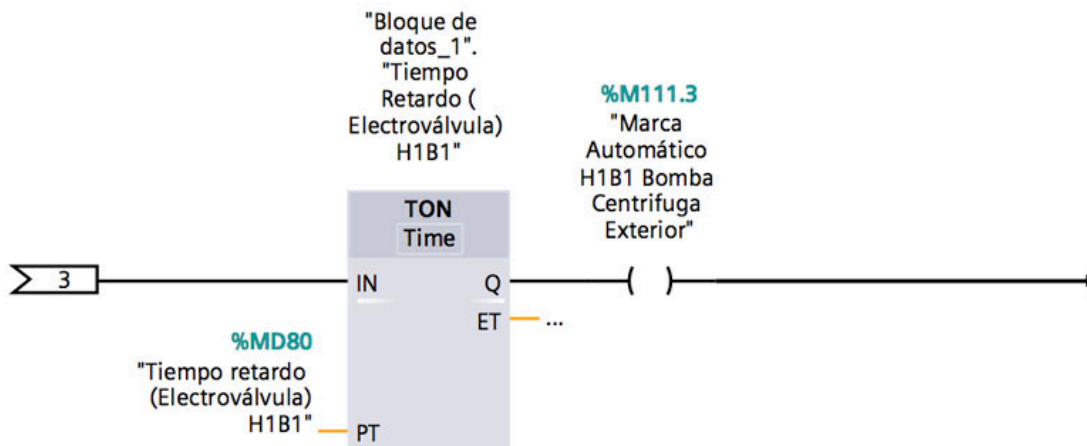 "Bloque de
datos_1".
"Tiempo
Retardo (
Electroválvula)
H1B1"
%M111.3
"Marca
Automático
H1B1 Bomba
Centrifuga
Exterior"
TON
Time
3
IN
Q
ET
...
%MD80
"Tiempo retardo
(Electroválvula)
H1B1"
PT